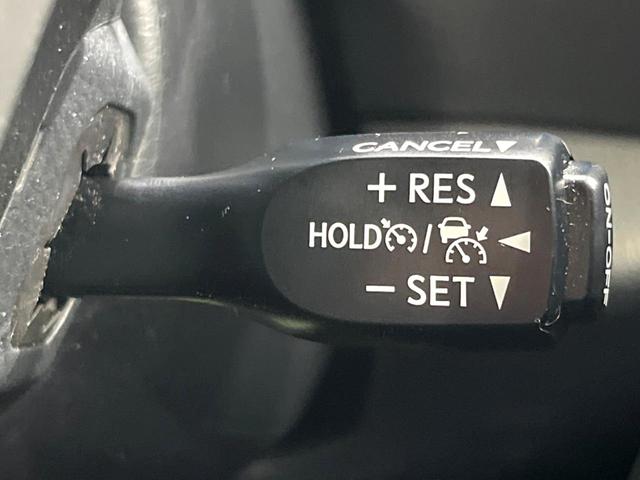 CANCEL▼
+ RES ▲
HOLD / ◀
− SET ▼
ON-OFF